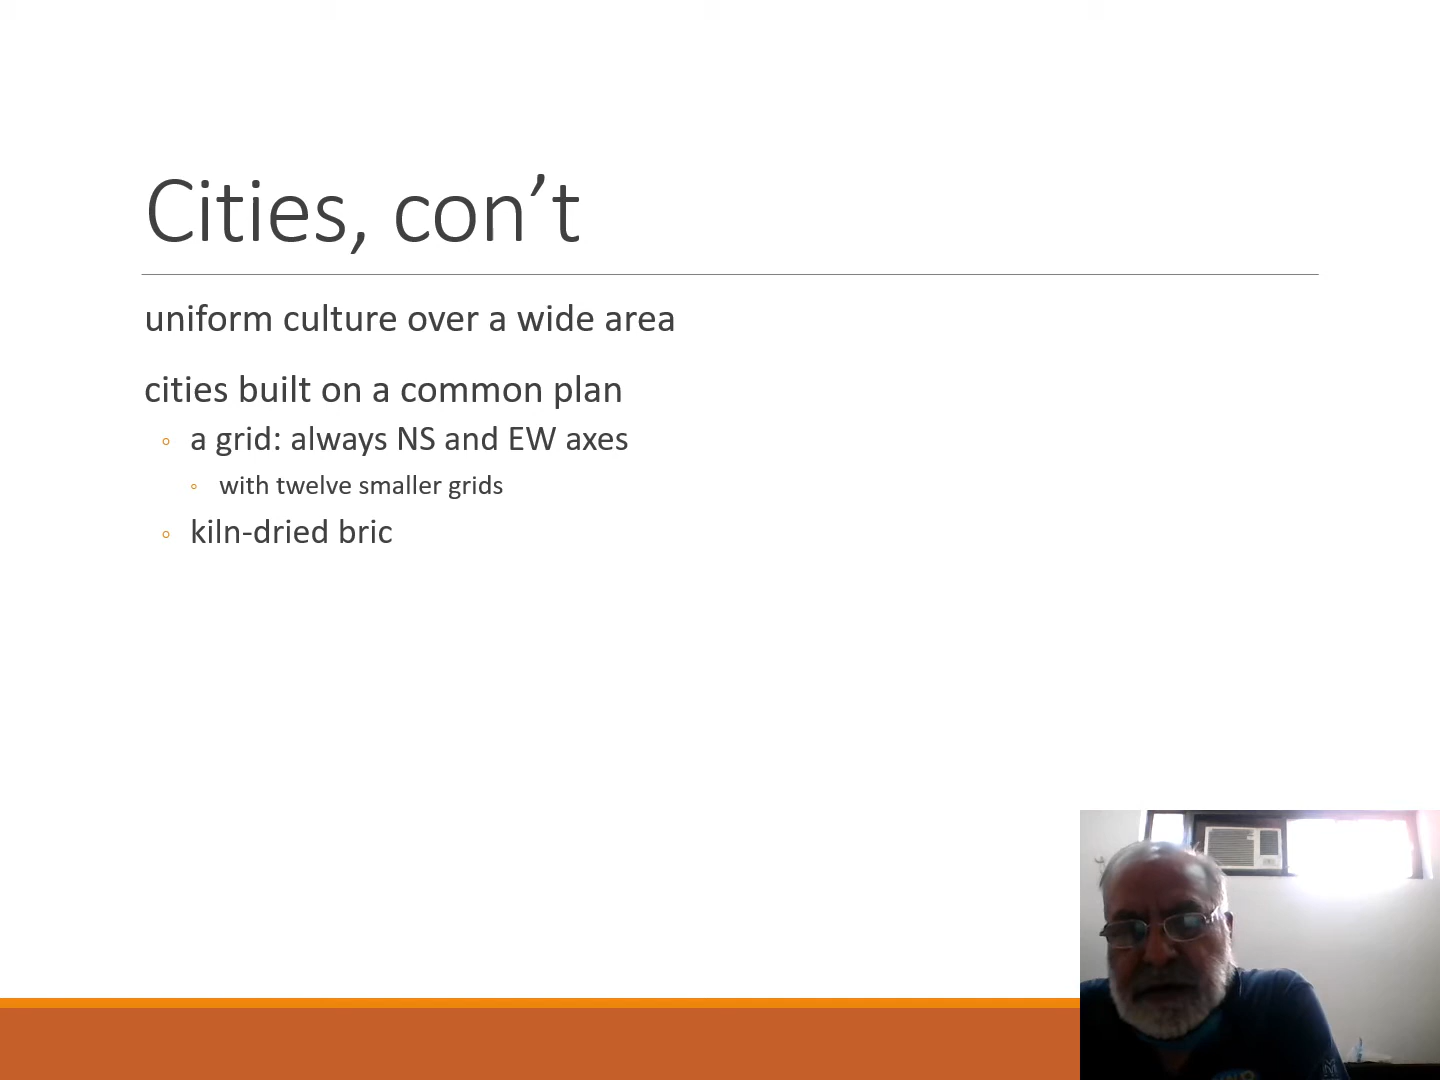 Cities, con’t
uniform culture over a wide area
cities built on a common plan
◦ a grid: always NS and EW axes
◦ with twelve smaller grids
◦ kiln-dried bric